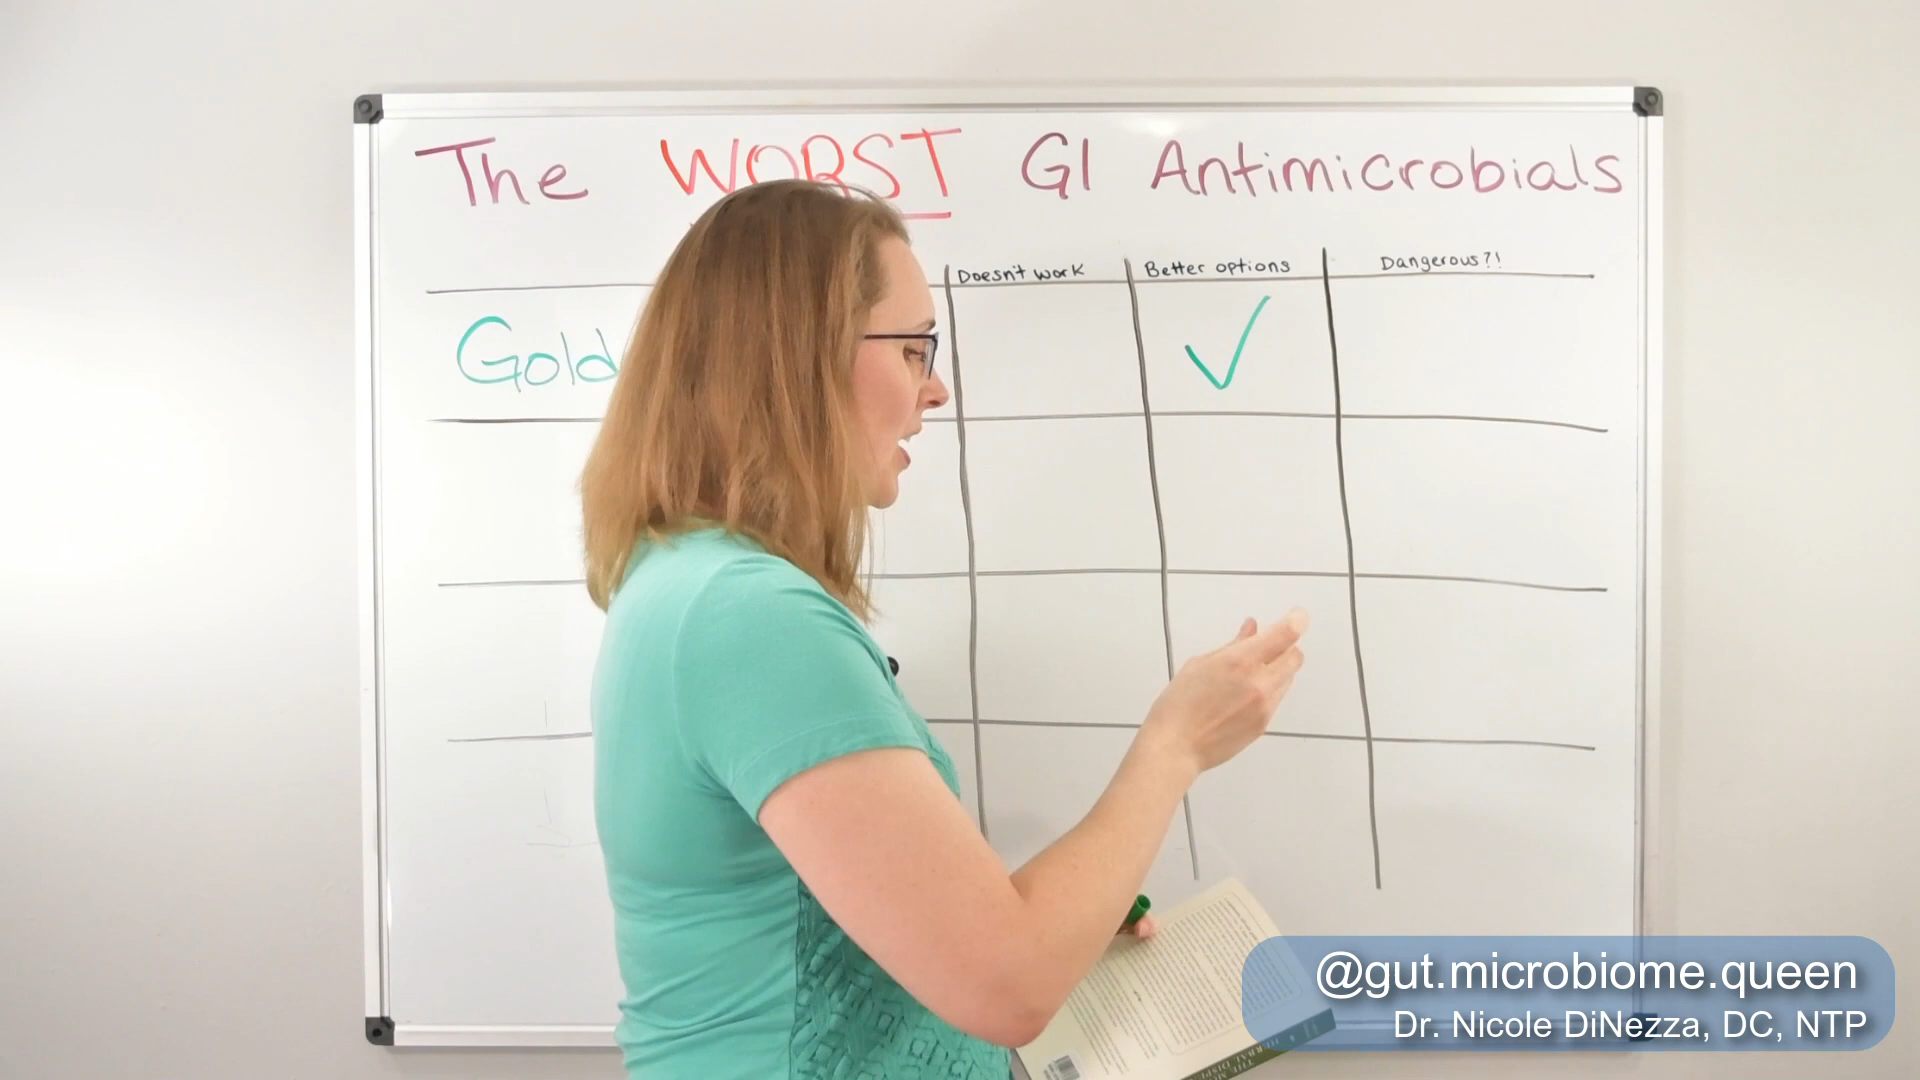 The WORST GI Antimicrobials
Doesn't work Better options Dangerous?!
Gold
@gut.microbiome.queen
Dr. Nicole DiNezza, DC, NTP